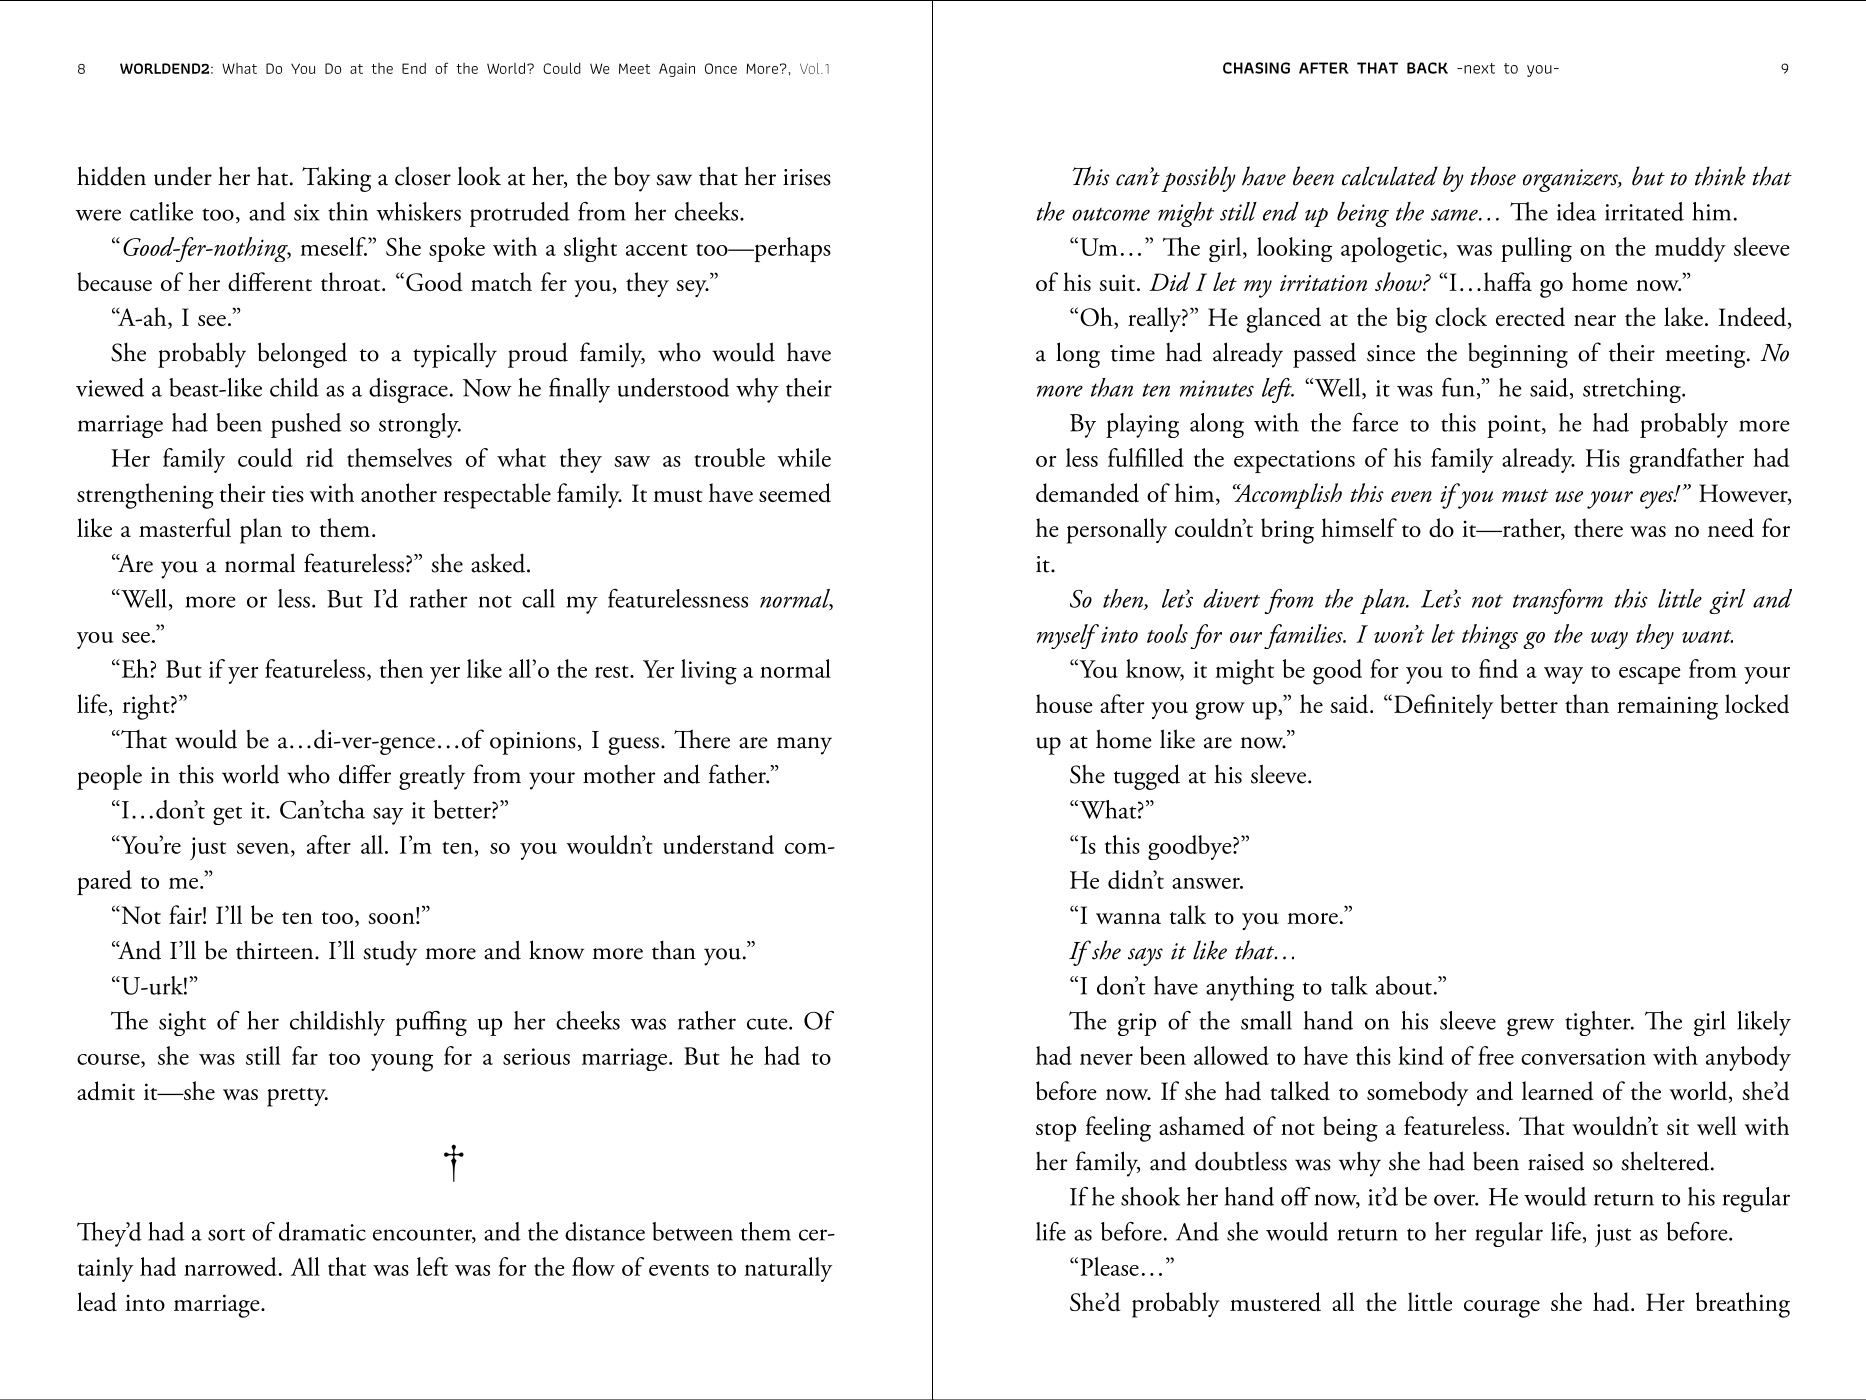 8 WORLDEND2: What Do You Do at the End of the World? Could We Meet Again Once More?, Vol.1
hidden under her hat. Taking a closer look at her, the boy saw that her irises
were catlike too, and six thin whiskers protruded from her cheeks.
“Good-fer-nothing, meself.” She spoke with a slight accent too—perhaps
because of her different throat. “Good match fer you, they sey.”
“A-ah, I see.”
She probably belonged to a typically proud family, who would have
viewed a beast-like child as a disgrace. Now he finally understood why their
marriage had been pushed so strongly.
Her family could rid themselves of what they saw as trouble while
strengthening their ties with another respectable family. It must have seemed
like a masterful plan to them.
“Are you a normal featureless?” she asked.
“Well, more or less. But I’d rather not call my featurelessness normal,
you see.”
“Eh? But if yer featureless, then yer like all’o the rest. Yer living a normal
life, right?”
“That would be a…di-ver-gence…of opinions, I guess. There are many
people in this world who differ greatly from your mother and father.”
“I…don’t get it. Can’tcha say it better?”
“You’re just seven, after all. I’m ten, so you wouldn’t understand com-
pared to me.”
“Not fair! I’ll be ten too, soon!”
“And I’ll be thirteen. I’ll study more and know more than you.”
“U-urk!”
The sight of her childishly puffing up her cheeks was rather cute. Of
course, she was still far too young for a serious marriage. But he had to
admit it—she was pretty.
†
They’d had a sort of dramatic encounter, and the distance between them cer-
tainly had narrowed. All that was left was for the flow of events to naturally
lead into marriage.
CHASING AFTER THAT BACK -next to you- 9
This can’t possibly have been calculated by those organizers, but to think that
the outcome might still end up being the same… The idea irritated him.
“Um…” The girl, looking apologetic, was pulling on the muddy sleeve
of his suit. Did I let my irritation show? “I…haffa go home now.”
“Oh, really?” He glanced at the big clock erected near the lake. Indeed,
a long time had already passed since the beginning of their meeting. No
more than ten minutes left. “Well, it was fun,” he said, stretching.
By playing along with the farce to this point, he had probably more
or less fulfilled the expectations of his family already. His grandfather had
demanded of him, “Accomplish this even if you must use your eyes!” However,
he personally couldn’t bring himself to do it—rather, there was no need for
it.
So then, let’s divert from the plan. Let’s not transform this little girl and
myself into tools for our families. I won’t let things go the way they want.
“You know, it might be good for you to find a way to escape from your
house after you grow up,” he said. “Definitely better than remaining locked
up at home like are now.”
She tugged at his sleeve.
“What?”
“Is this goodbye?”
He didn’t answer.
“I wanna talk to you more.”
If she says it like that…
“I don’t have anything to talk about.”
The grip of the small hand on his sleeve grew tighter. The girl likely
had never been allowed to have this kind of free conversation with anybody
before now. If she had talked to somebody and learned of the world, she’d
stop feeling ashamed of not being a featureless. That wouldn’t sit well with
her family, and doubtless was why she had been raised so sheltered.
If he shook her hand off now, it’d be over. He would return to his regular
life as before. And she would return to her regular life, just as before.
“Please…”
She’d probably mustered all the little courage she had. Her breathing